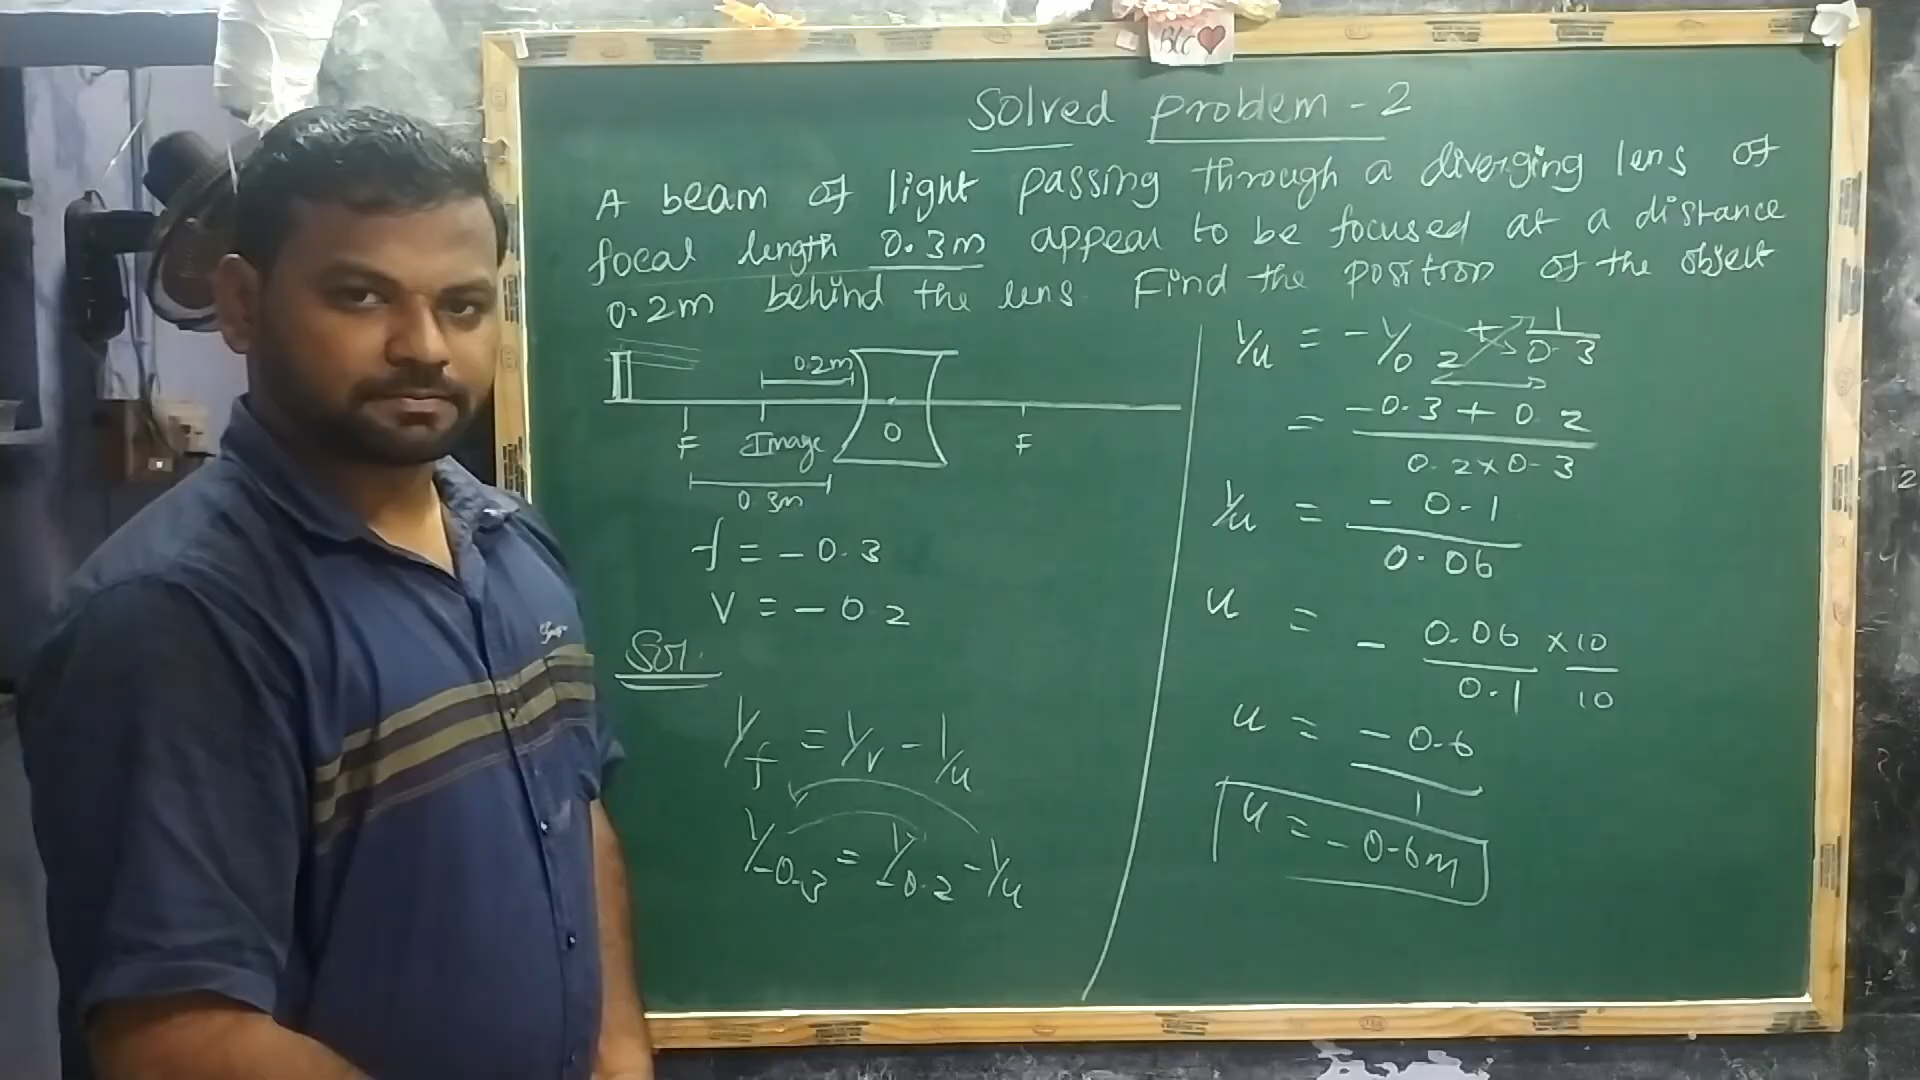 BLC
Solved problem - 2
A beam of light passing through a diverging lens of
focal length 0.3m appear to be focused at a distance
0.2m behind the lens. Find the position of the object
0.2m
F Image O F
0.3m
f = - 0.3
V = - 0.2
Sol.
1/f = 1/v - 1/u
1/-0.3 = 1/-0.2 - 1/u
1/u = - 1/0.2 + 1/0.3
= -0.3 + 0.2 / 0.2 x 0.3
1/u = - 0.1 / 0.06
u = - 0.06 / 0.1 x 10 / 10
u = - 0.6 / 1
u = - 0.6m